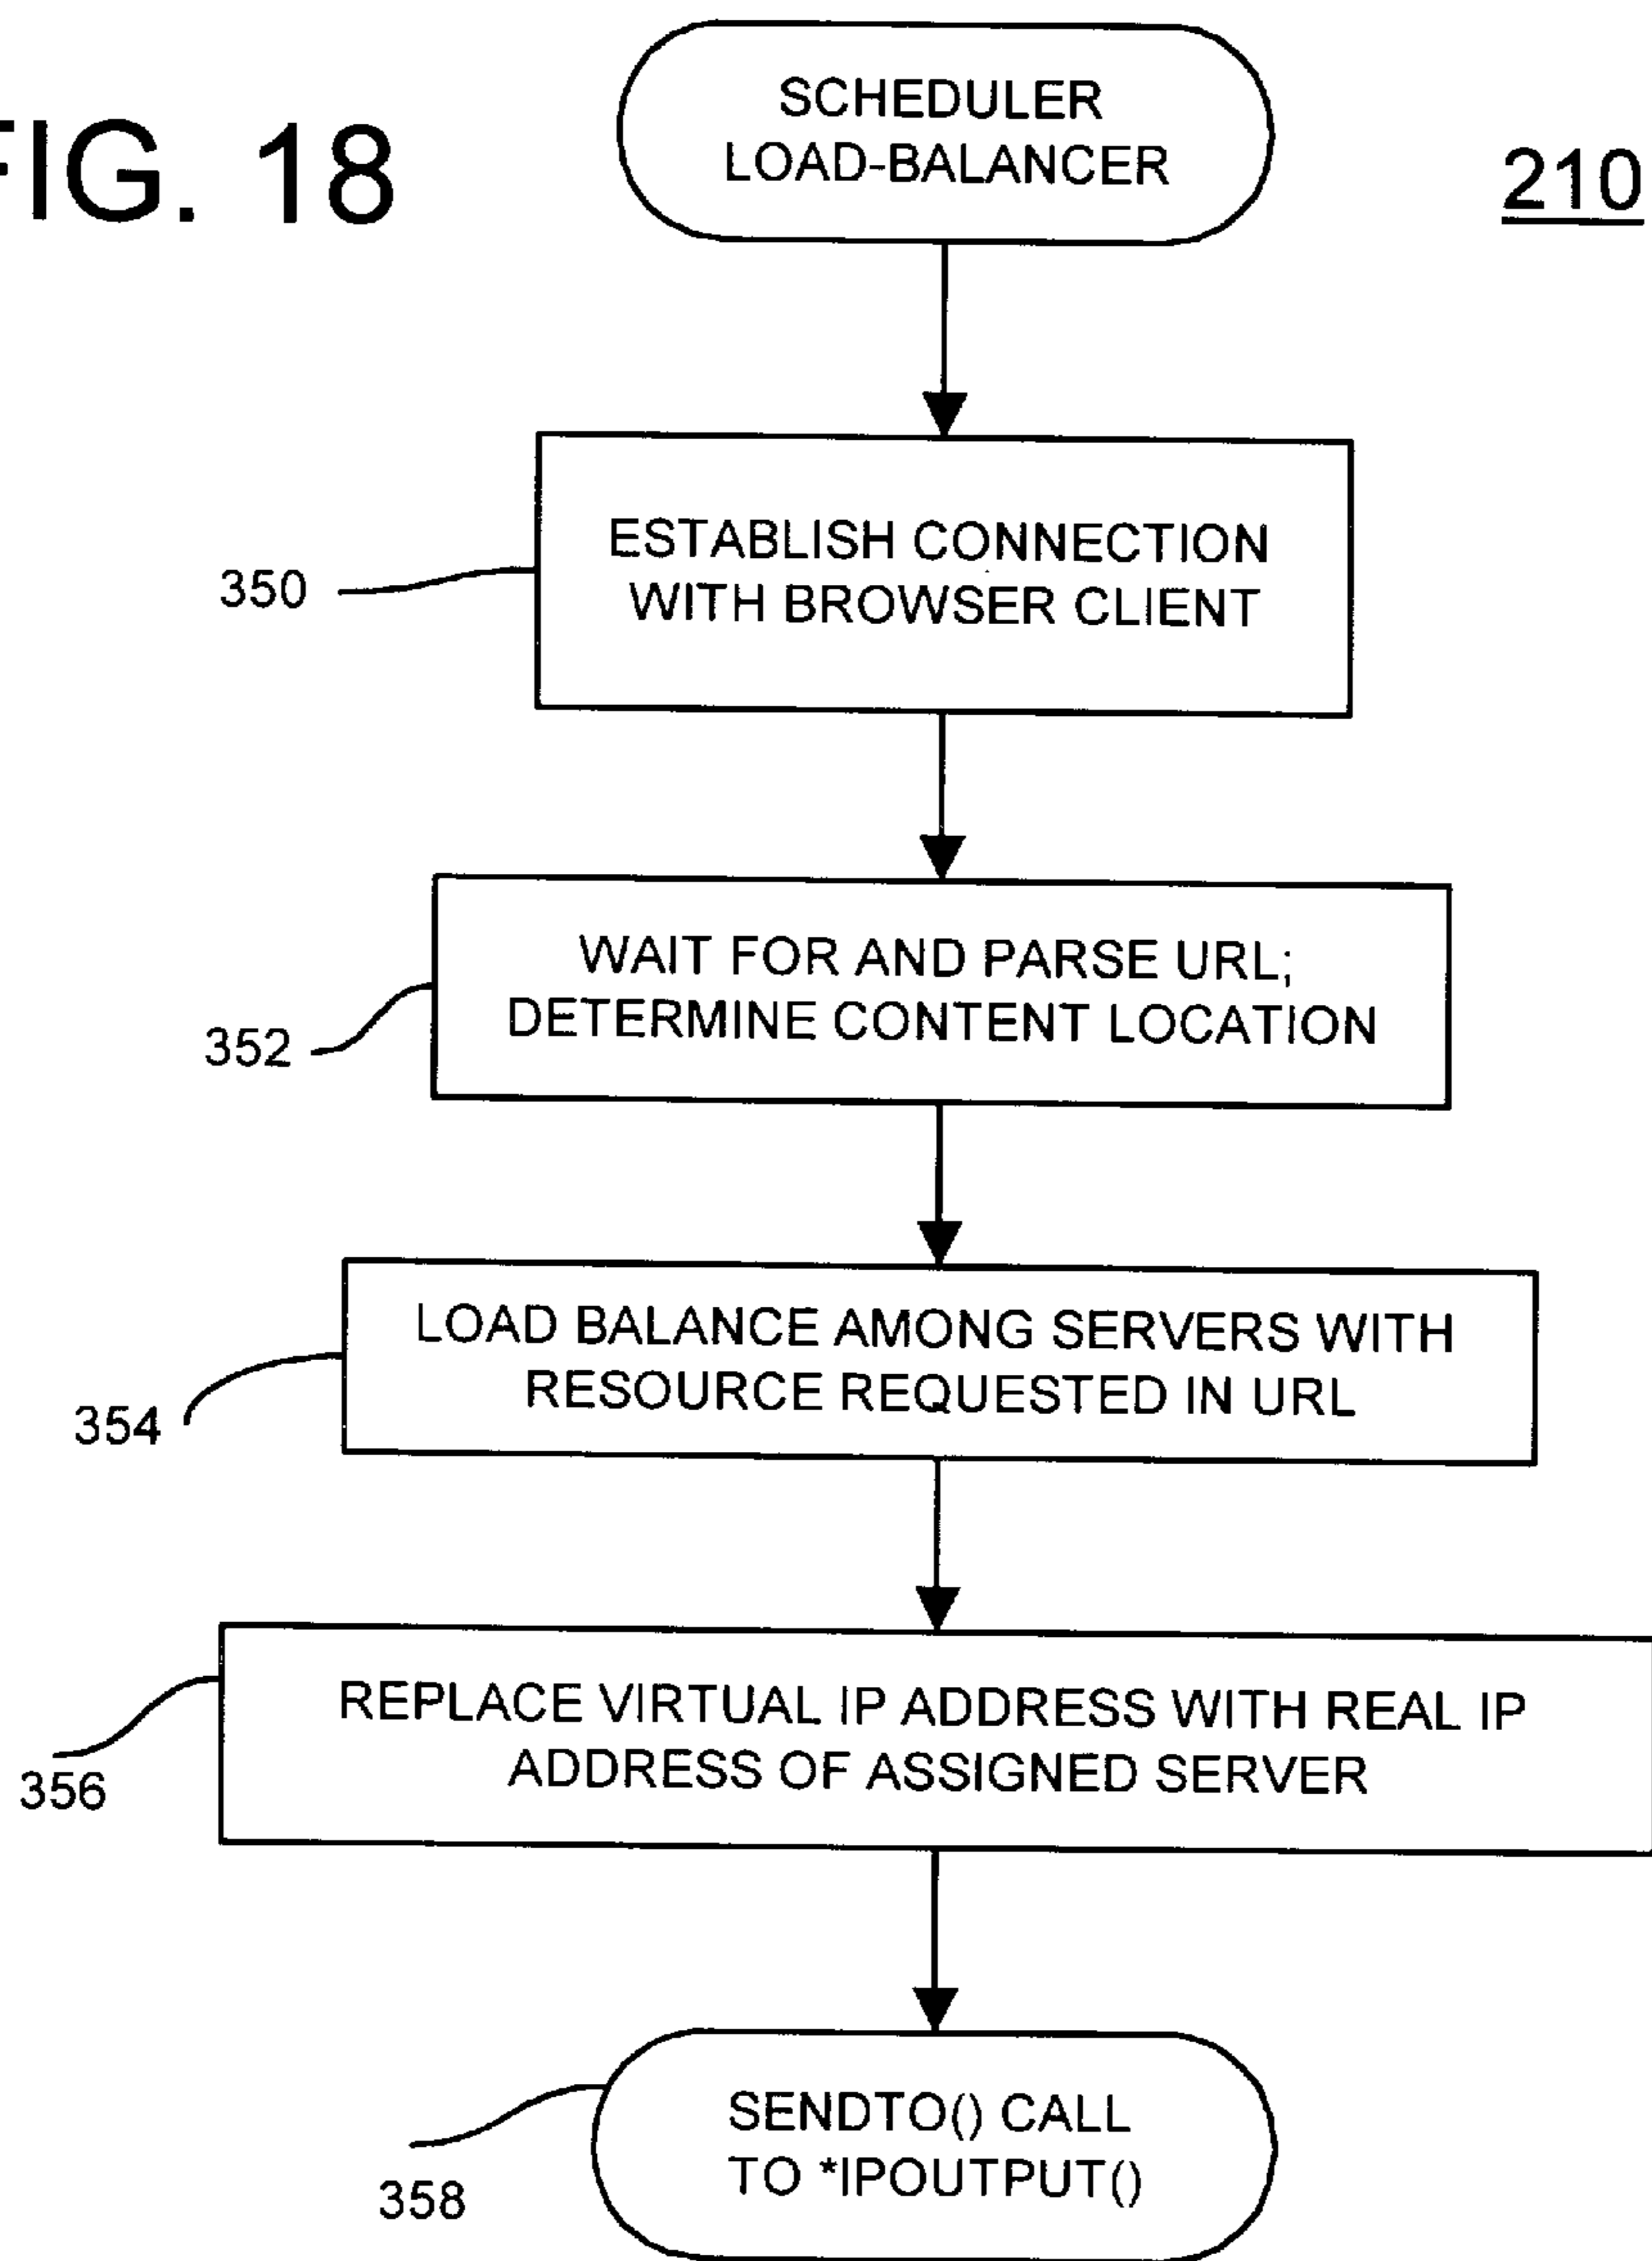 FIG. 18
SCHEDULER
LOAD-BALANCER
210
ESTABLISH CONNECTION
WITH BROWSER CLIENT
350
WAIT FOR AND PARSE URL;
DETERMINE CONTENT LOCATION
352
LOAD BALANCE AMONG SERVERS WITH
RESOURCE REQUESTED IN URL
354
REPLACE VIRTUAL IP ADDRESS WITH REAL IP
ADDRESS OF ASSIGNED SERVER
356
SENDTO() CALL
TO *IPOUTPUT()
358